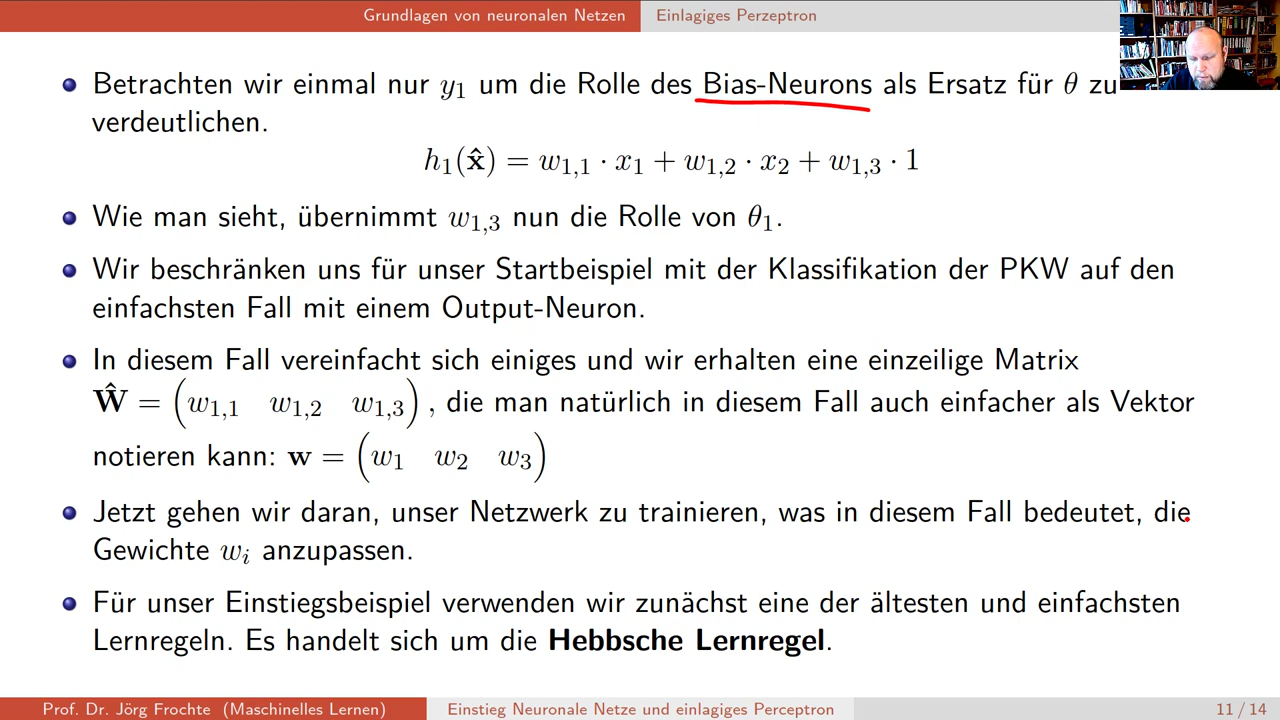 Grundlagen von neuronalen Netzen Einlagiges Perzeptron
Betrachten wir einmal nur y₁ um die Rolle des Bias-Neurons als Ersatz für θ zu
verdeutlichen.
h₁(x̂) = w₁,₁ · x₁ + w₁,₂ · x₂ + w₁,₃ · 1
Wie man sieht, übernimmt w₁,₃ nun die Rolle von θ₁.
Wir beschränken uns für unser Startbeispiel mit der Klassifikation der PKW auf den
einfachsten Fall mit einem Output-Neuron.
In diesem Fall vereinfacht sich einiges und wir erhalten eine einzeilige Matrix
Ŵ = (w₁,₁ w₁,₂ w₁,₃) , die man natürlich in diesem Fall auch einfacher als Vektor
notieren kann: w = (w₁ w₂ w₃)
Jetzt gehen wir daran, unser Netzwerk zu trainieren, was in diesem Fall bedeutet, die
Gewichte wᵢ anzupassen.
Für unser Einstiegsbeispiel verwenden wir zunächst eine der ältesten und einfachsten
Lernregeln. Es handelt sich um die Hebbsche Lernregel.
Prof. Dr. Jörg Frochte (Maschinelles Lernen) Einstieg Neuronale Netze und einlagiges Perzeptron 11 / 14